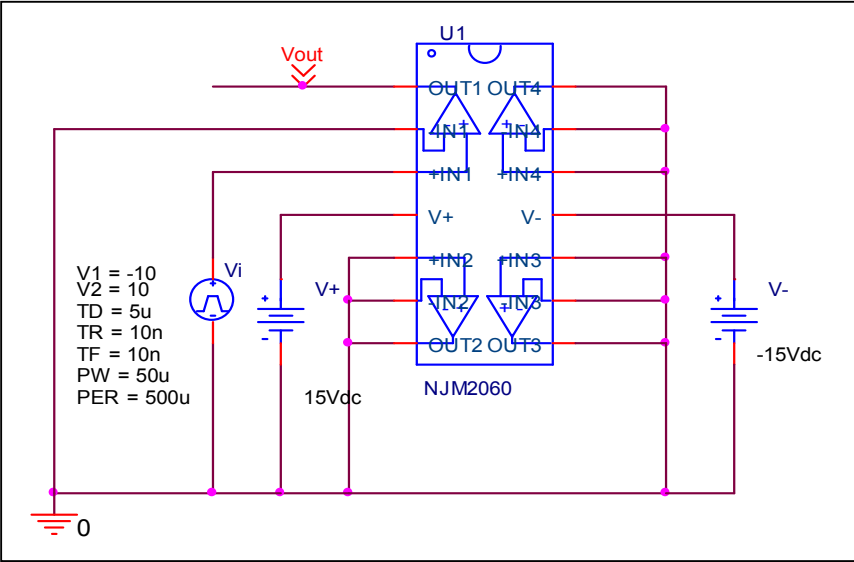 U1
Vout
OUT1 OUT4
-IN1 -IN4
+IN1 +IN4
V+ V-
+IN2 +IN3
-IN2 -IN3
OUT2 OUT3
NJM2060
Vi
V1 = -10
V2 = 10
TD = 5u
TR = 10n
TF = 10n
PW = 50u
PER = 500u
+
-
V+
15Vdc
+
-
V-
-15Vdc
0